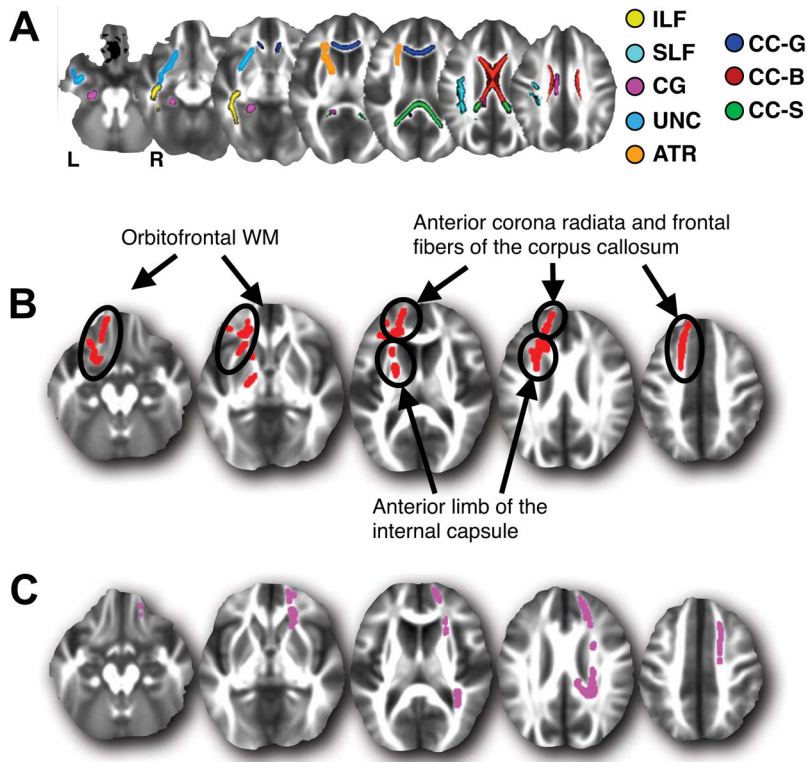 A
ILF
SLF
CG
UNC
ATR
CC-G
CC-B
CC-S
L
R
B
Orbitofrontal WM
Anterior corona radiata and frontal
fibers of the corpus callosum
Anterior limb of the
internal capsule
C